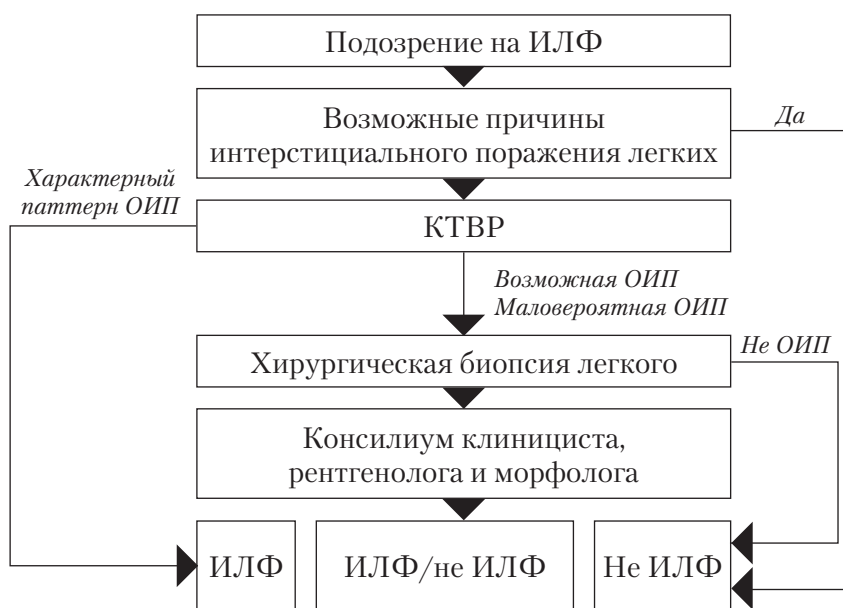 Подозрение на ИЛФ
Возможные причины
интерстициального поражения легких
Да
Характерный
паттерн ОИП
КТВР
Возможная ОИП
Маловероятная ОИП
Хирургическая биопсия легкого
Не ОИП
Консилиум клинициста,
рентгенолога и морфолога
ИЛФ
ИЛФ/не ИЛФ
Не ИЛФ